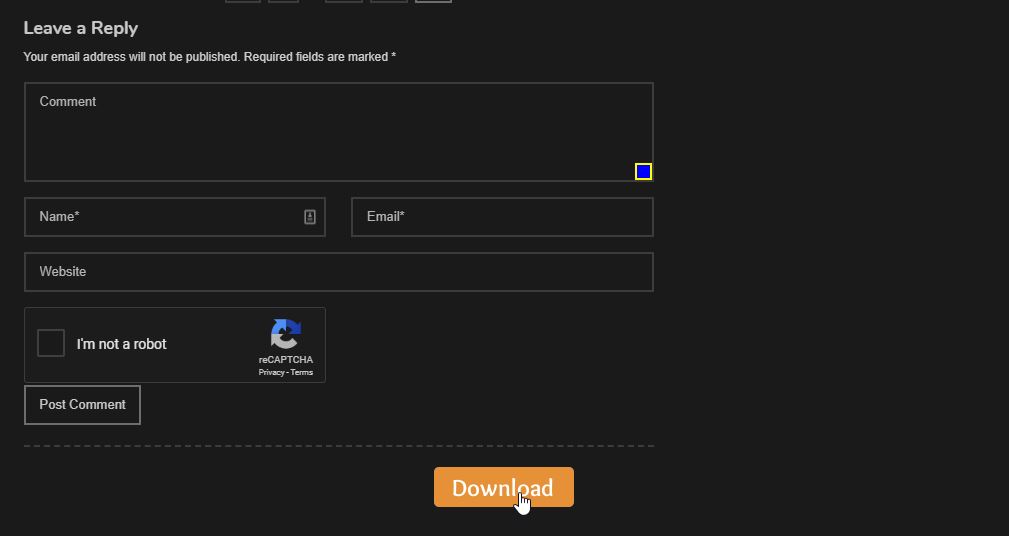 Leave a Reply
Your email address will not be published. Required fields are marked *
Comment
Name*
Email*
Website
I'm not a robot
reCAPTCHA
Privacy - Terms
Post Comment
Download